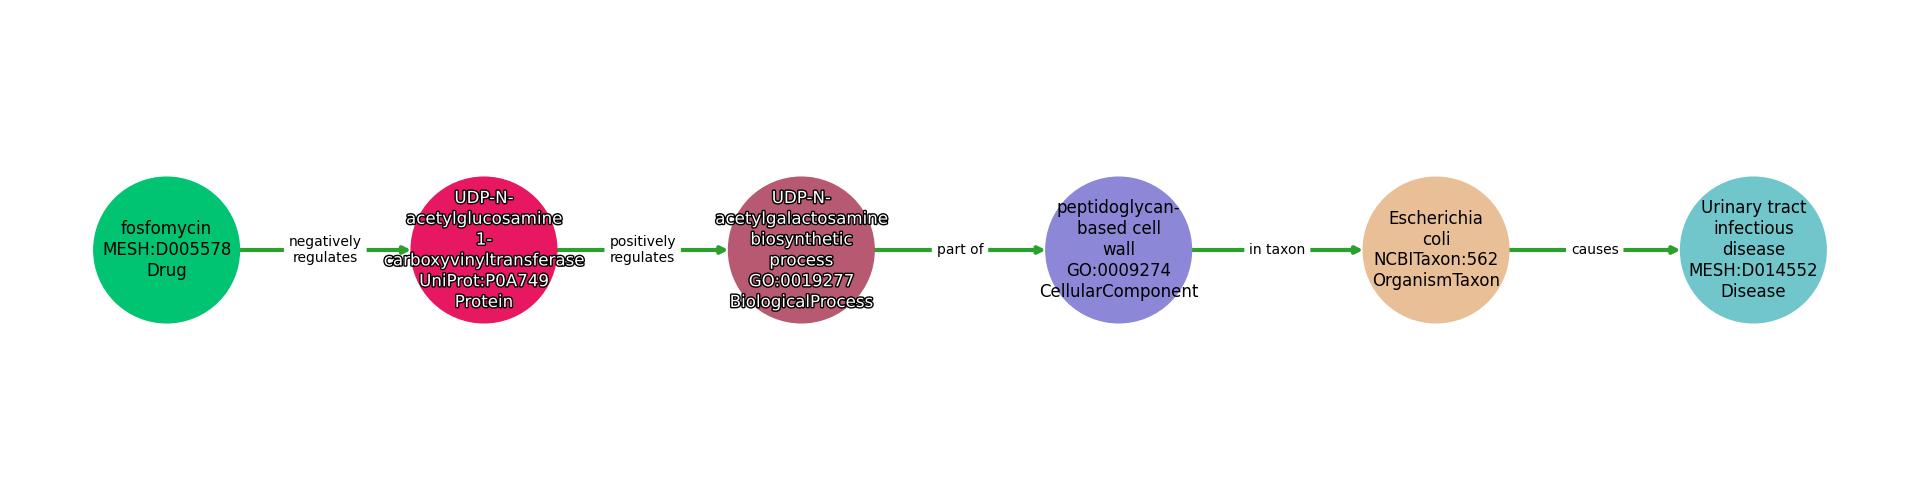 fosfomycin
MESH:D005578
Drug
negatively
regulates
UDP-N-
acetylglucosamine
1-
carboxyvinyltransferase
UniProt:P0A749
Protein
positively
regulates
UDP-N-
acetylgalactosamine
biosynthetic
process
GO:0019277
BiologicalProcess
part of
peptidoglycan-
based cell
wall
GO:0009274
CellularComponent
in taxon
Escherichia
coli
NCBITaxon:562
OrganismTaxon
causes
Urinary tract
infectious
disease
MESH:D014552
Disease